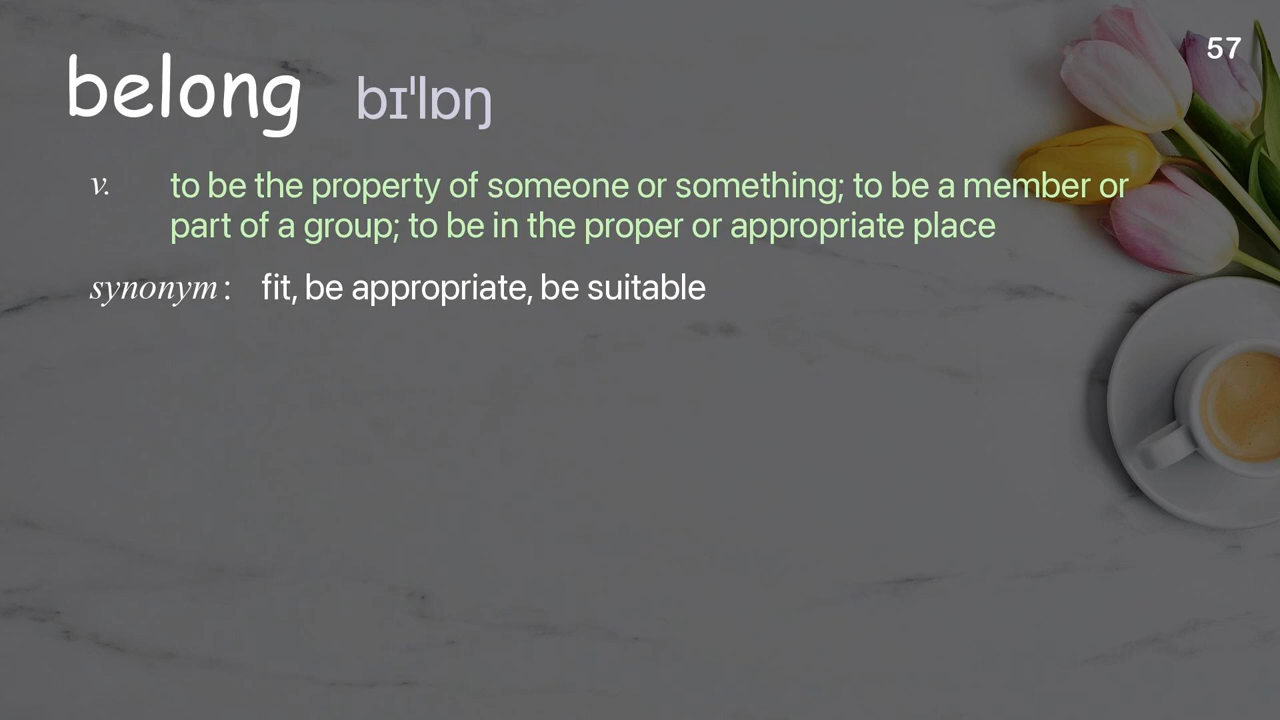 57
belong bɪˈlɒŋ
v. to be the property of someone or something; to be a member or
part of a group; to be in the proper or appropriate place
synonym : fit, be appropriate, be suitable